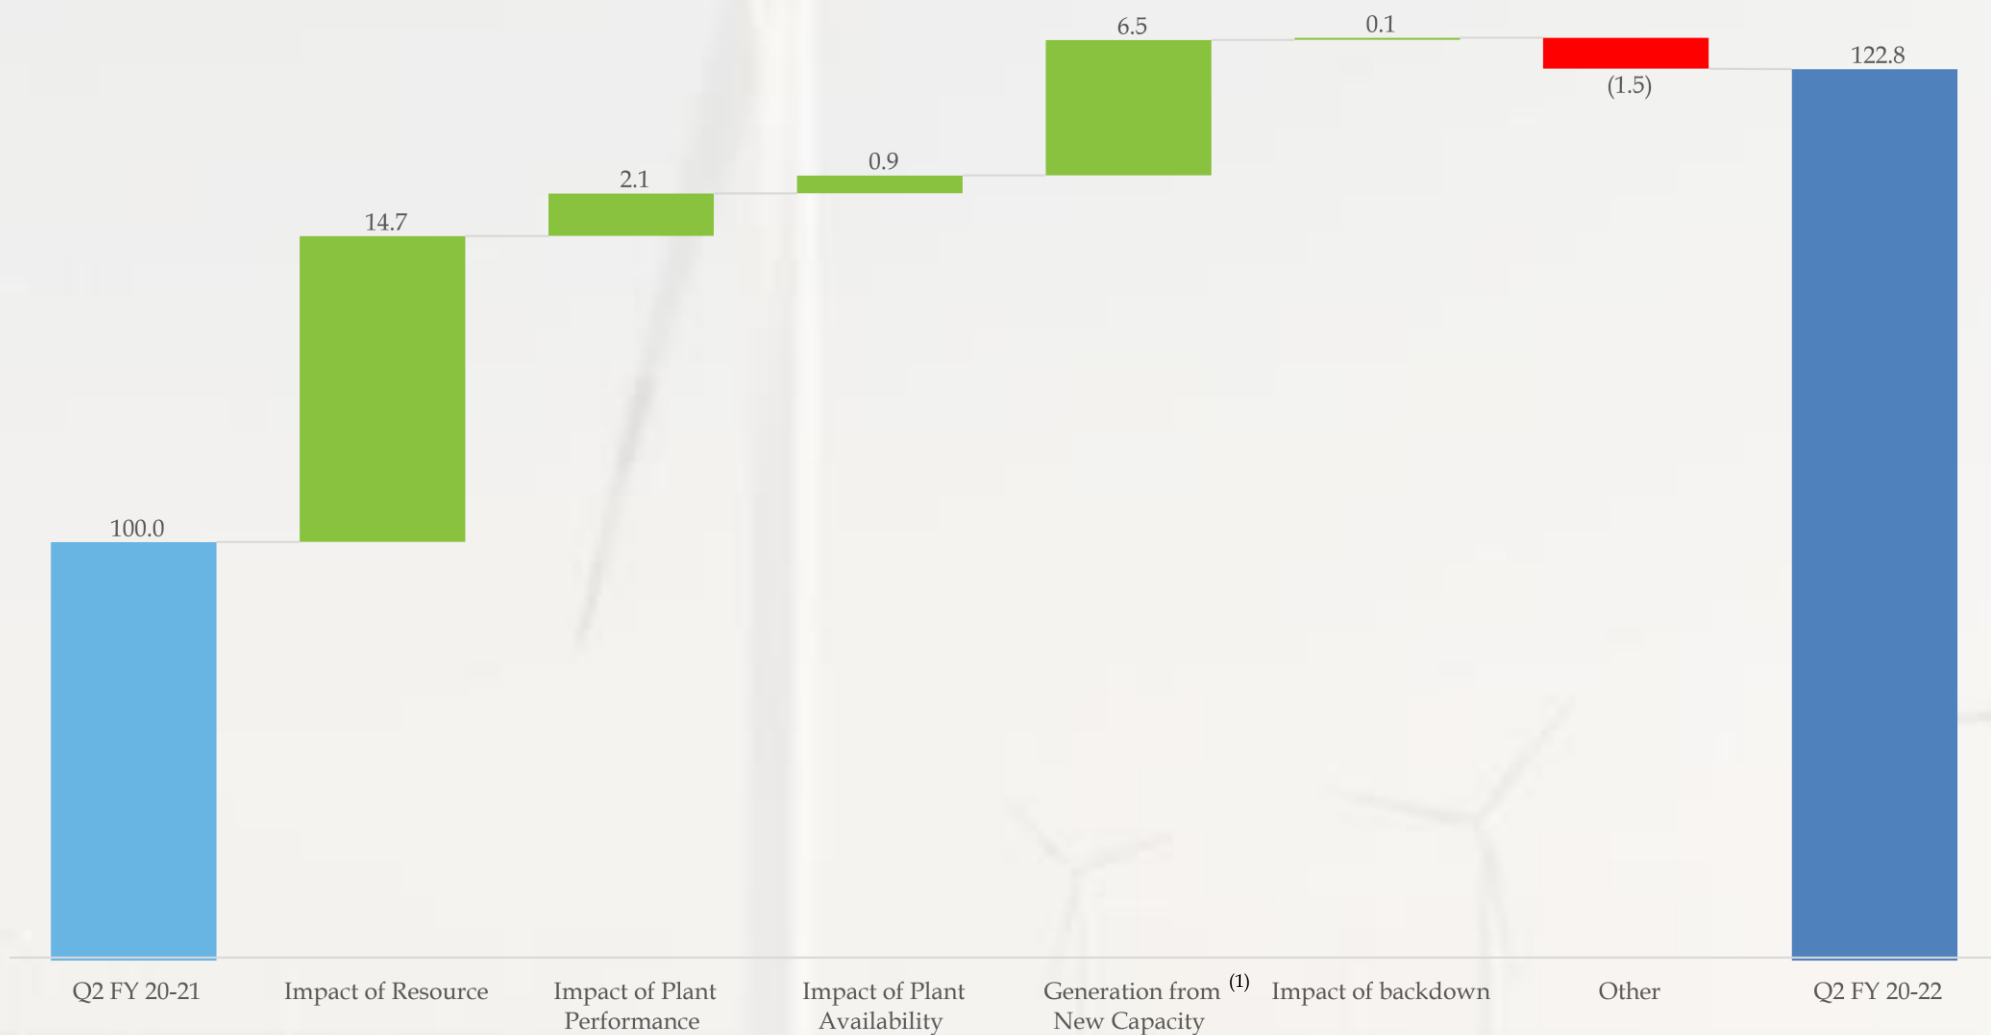 6.5
0.1
122.8
(1.5)
0.9
2.1
14.7
100.0
Q2 FY 20-21
Impact of Resource
Impact of Plant
Performance
Impact of Plant
Availability
Generation from (1)
New Capacity
Impact of backdown
Other
Q2 FY 20-22